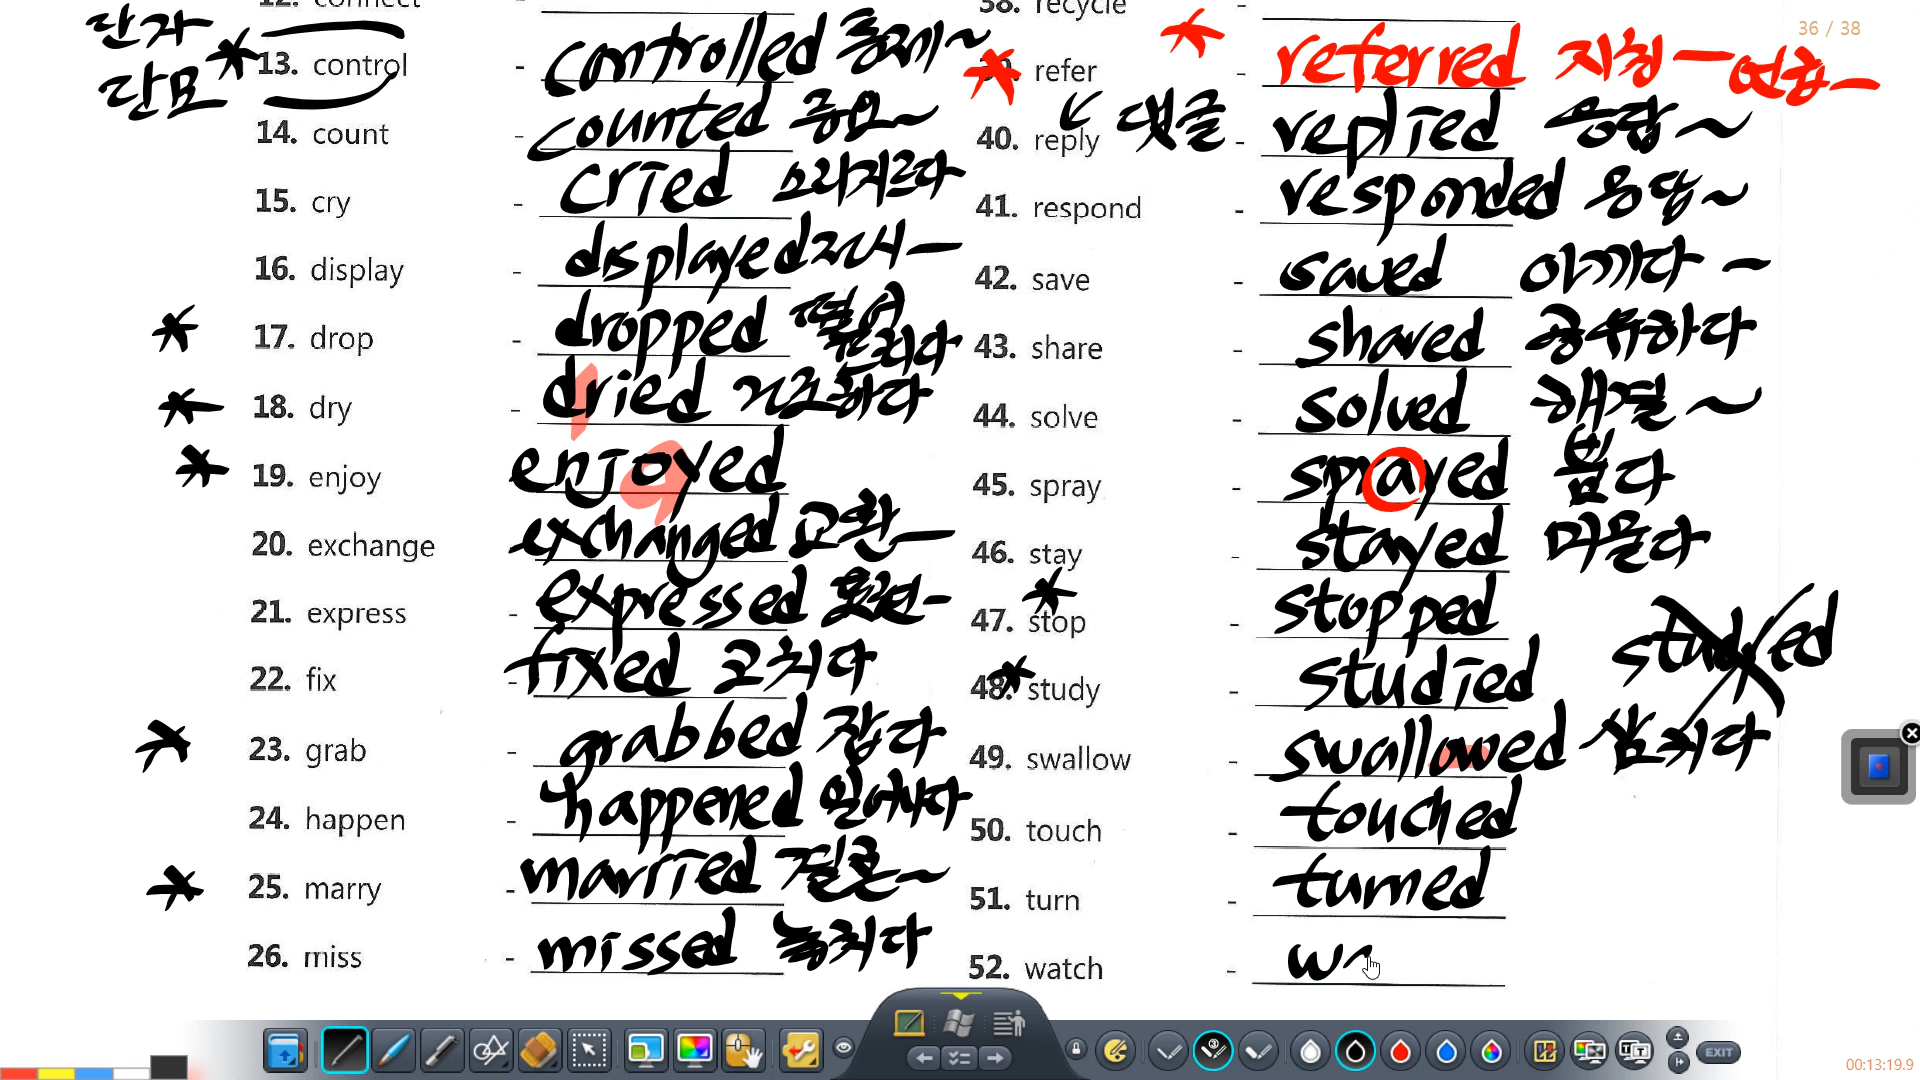 12. connect -
단자
단모
13. control - controlled 통제~
14. count - counted 중요~
15. cry - cried 소리지르다
16. display - displayed
17. drop - dropped 떨어
뜨리다
18. dry - dried 건조하다
19. enjoy - enjoyed
20. exchange - exchanged 교환-
21. express - expressed 표현-
22. fix - fixed 고치다
23. grab - grabbed 잡다
24. happen - happened 일어나다
25. marry - married 결혼~
26. miss - missed 놓치다
38. recycle -
36 / 38
refer - referred 지칭- 언급-
40. reply 댓글 - replied 응답~
41. respond - responded 응답~
42. save - saved 아끼다 -
43. share - shared 공유하다
44. solve - solved 해결~
45. spray - sprayed 뿜다
46. stay - stayed 머물다
47. stop - stopped
48. study - studied studyed
49. swallow - swallowed 삼키다
50. touch - touched
51. turn - turned
52. watch - wa
EXIT
00:13:19.9